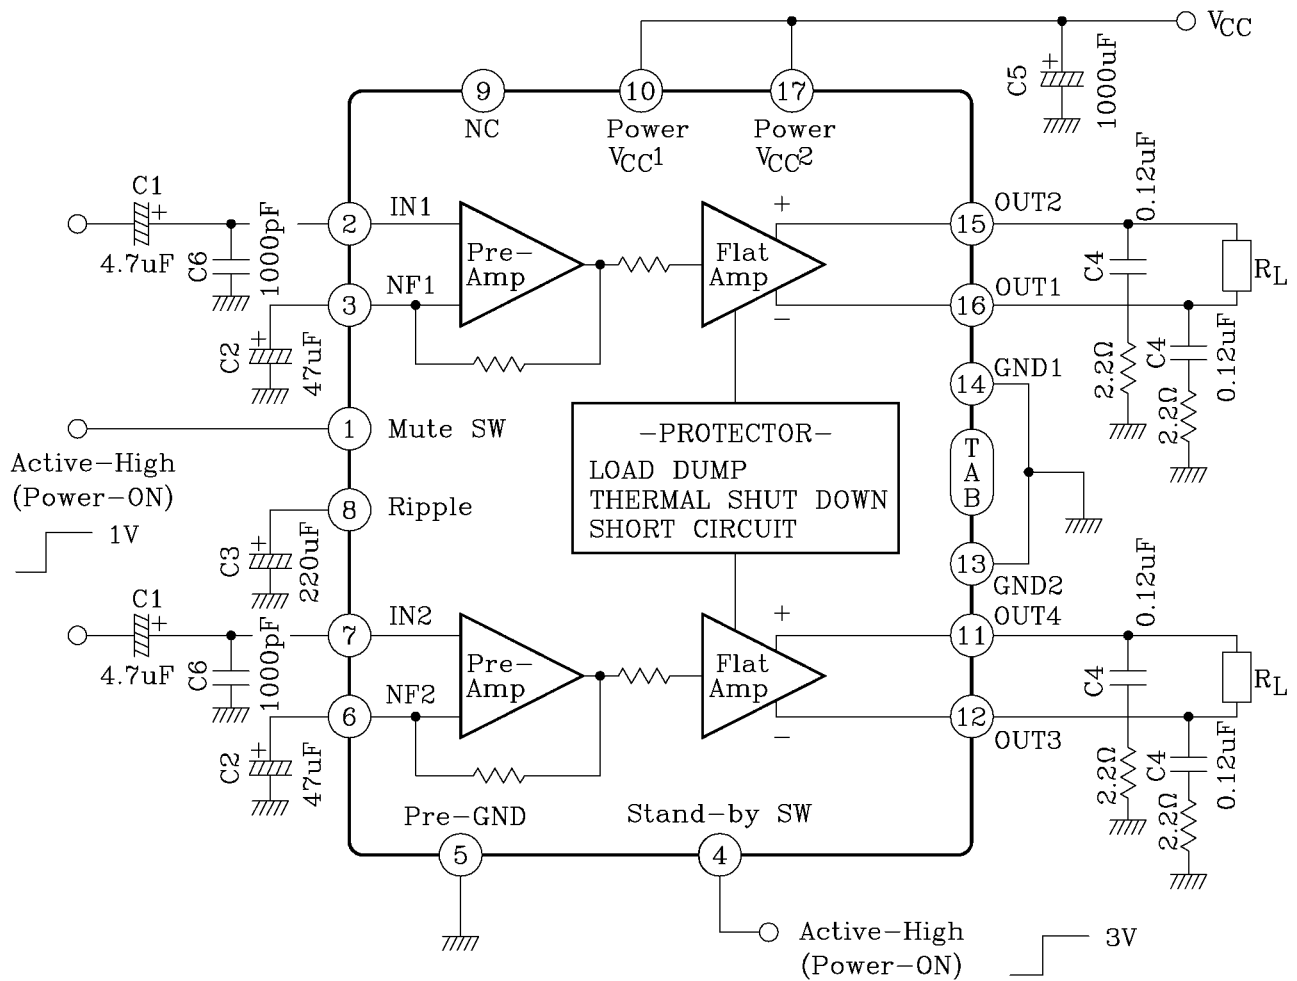 VCC
C5
+
1000uF
9
NC
10
Power
VCC1
17
Power
VCC2
C1
+
4.7uF
C6
1000pF
2
IN1
Pre-
Amp
Flat
Amp
+
−
15
OUT2
0.12uF
C4
2.2Ω
RL
3
NF1
C2
+
47uF
16
OUT1
C4
0.12uF
2.2Ω
14
GND1
TAB
13
GND2
1
Mute SW
Active−High
(Power−ON)
1V
8
Ripple
C3
+
220uF
−PROTECTOR−
LOAD DUMP
THERMAL SHUT DOWN
SHORT CIRCUIT
C1
+
4.7uF
C6
1000pF
7
IN2
Pre-
Amp
Flat
Amp
+
−
11
OUT4
0.12uF
C4
2.2Ω
RL
6
NF2
C2
+
47uF
12
OUT3
C4
0.12uF
2.2Ω
Pre−GND
5
Stand−by SW
4
Active−High
(Power−ON)
3V